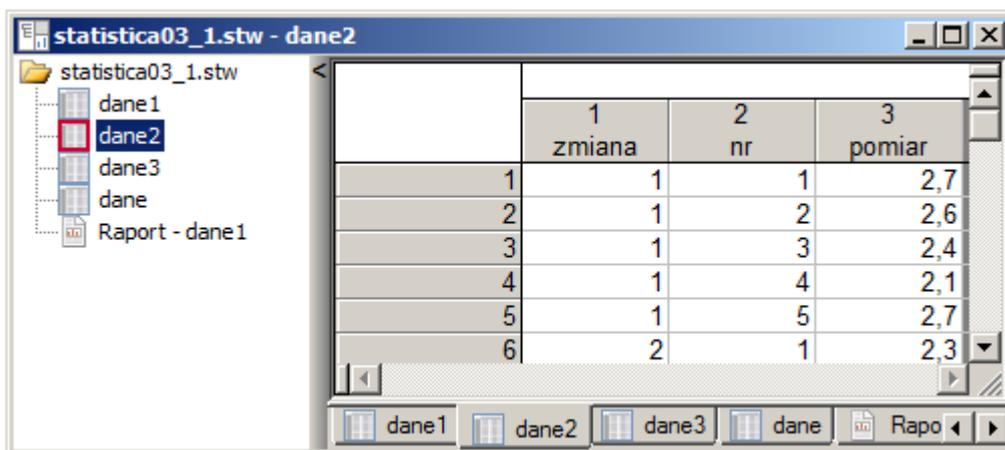 statistica03_1.stw - dane2
statistica03_1.stw
dane1
dane2
dane3
dane
Raport - dane1
<
1 2 3
zmiana nr pomiar
1 1 1 2,7
2 1 2 2,6
3 1 3 2,4
4 1 4 2,1
5 1 5 2,7
6 2 1 2,3
dane1 dane2 dane3 dane Rapo